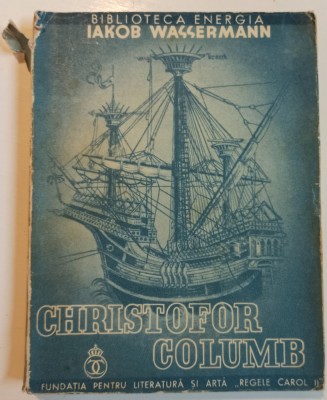 BIBLIOTECA ENERGIA
IAKOB WASSERMANN
CHRISTOFOR
COLUMB
FUNDAȚIA PENTRU LITERATURĂ ȘI ARTĂ „REGELE CAROL II"